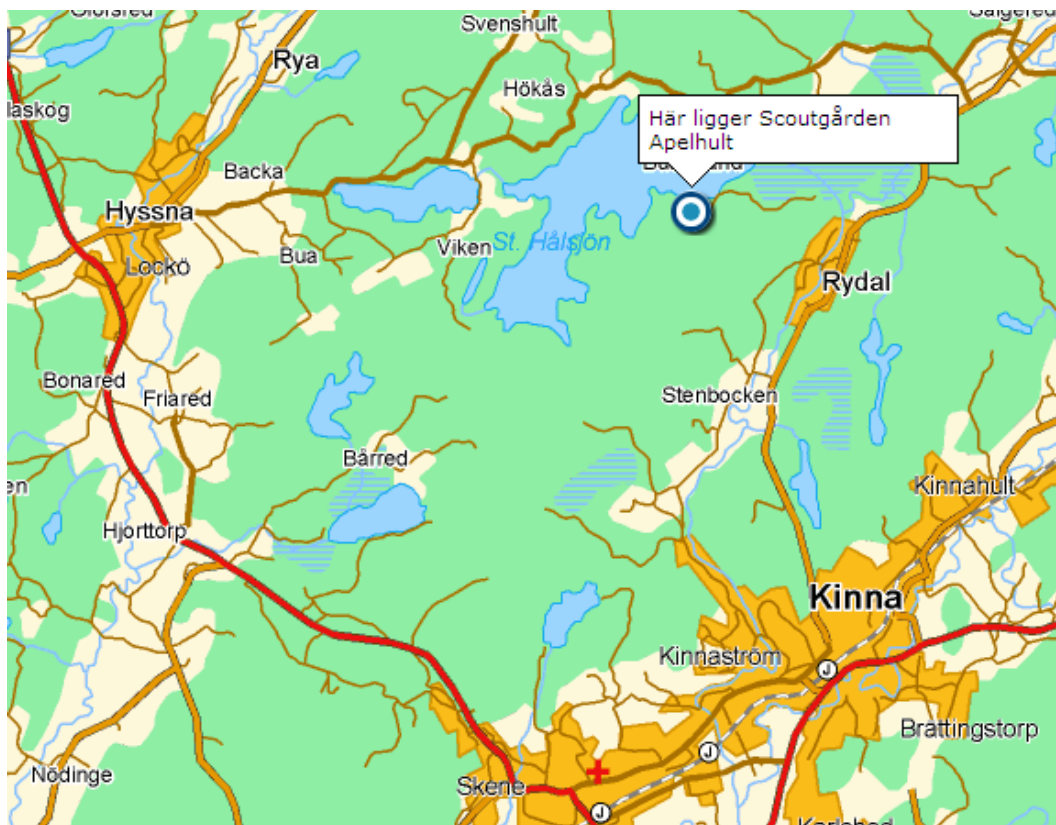 Svenshult
Rya
Hökås
Här ligger Scoutgården
Apelhult
Backa
Hyssna
Bua
Viken
St. Hålsjön
Lockö
Rydal
Bonared
Friared
Stenbocken
Bårred
Kinnahult
Hjorttorp
Kinna
Kinnaström
J
Brättingstorp
J
Nödinge
Skene
J